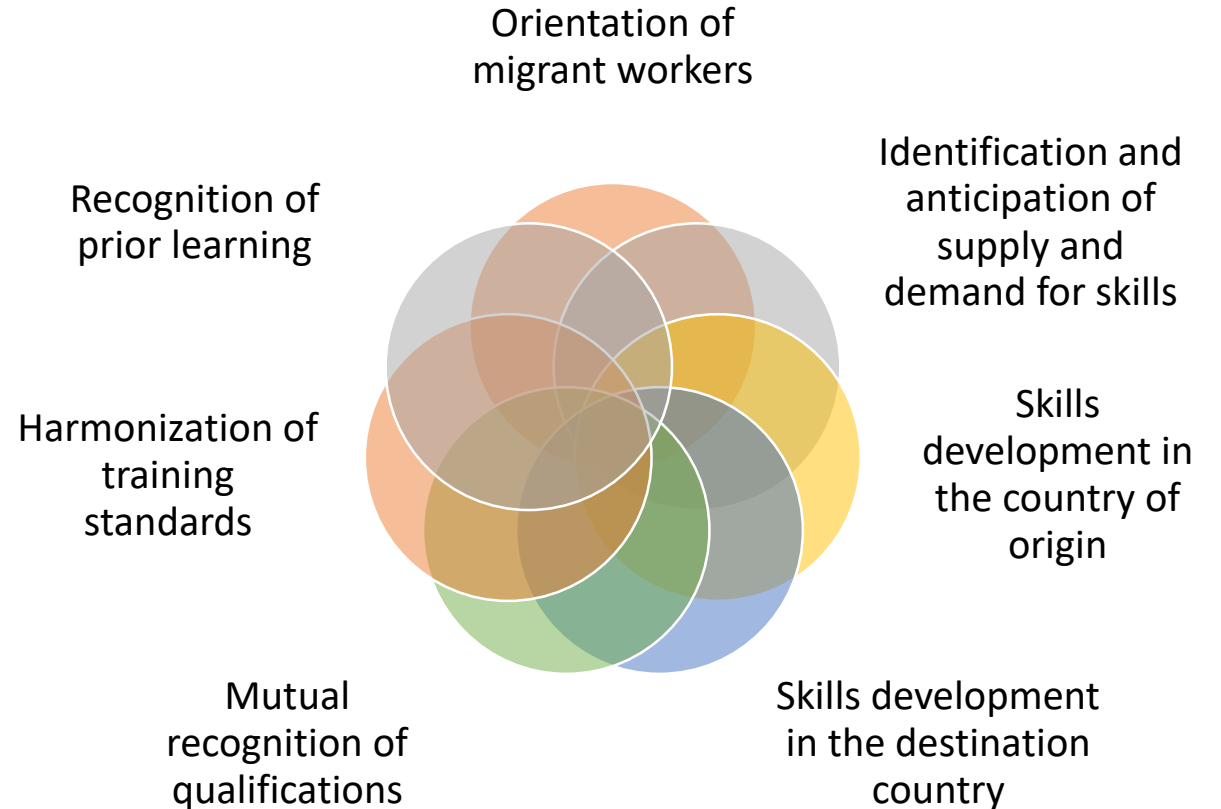 Orientation of
migrant workers
Identification and
anticipation of
supply and
demand for skills
Skills
development in
the country of
origin
Skills development
in the destination
country
Mutual
recognition of
qualifications
Harmonization of
training
standards
Recognition of
prior learning